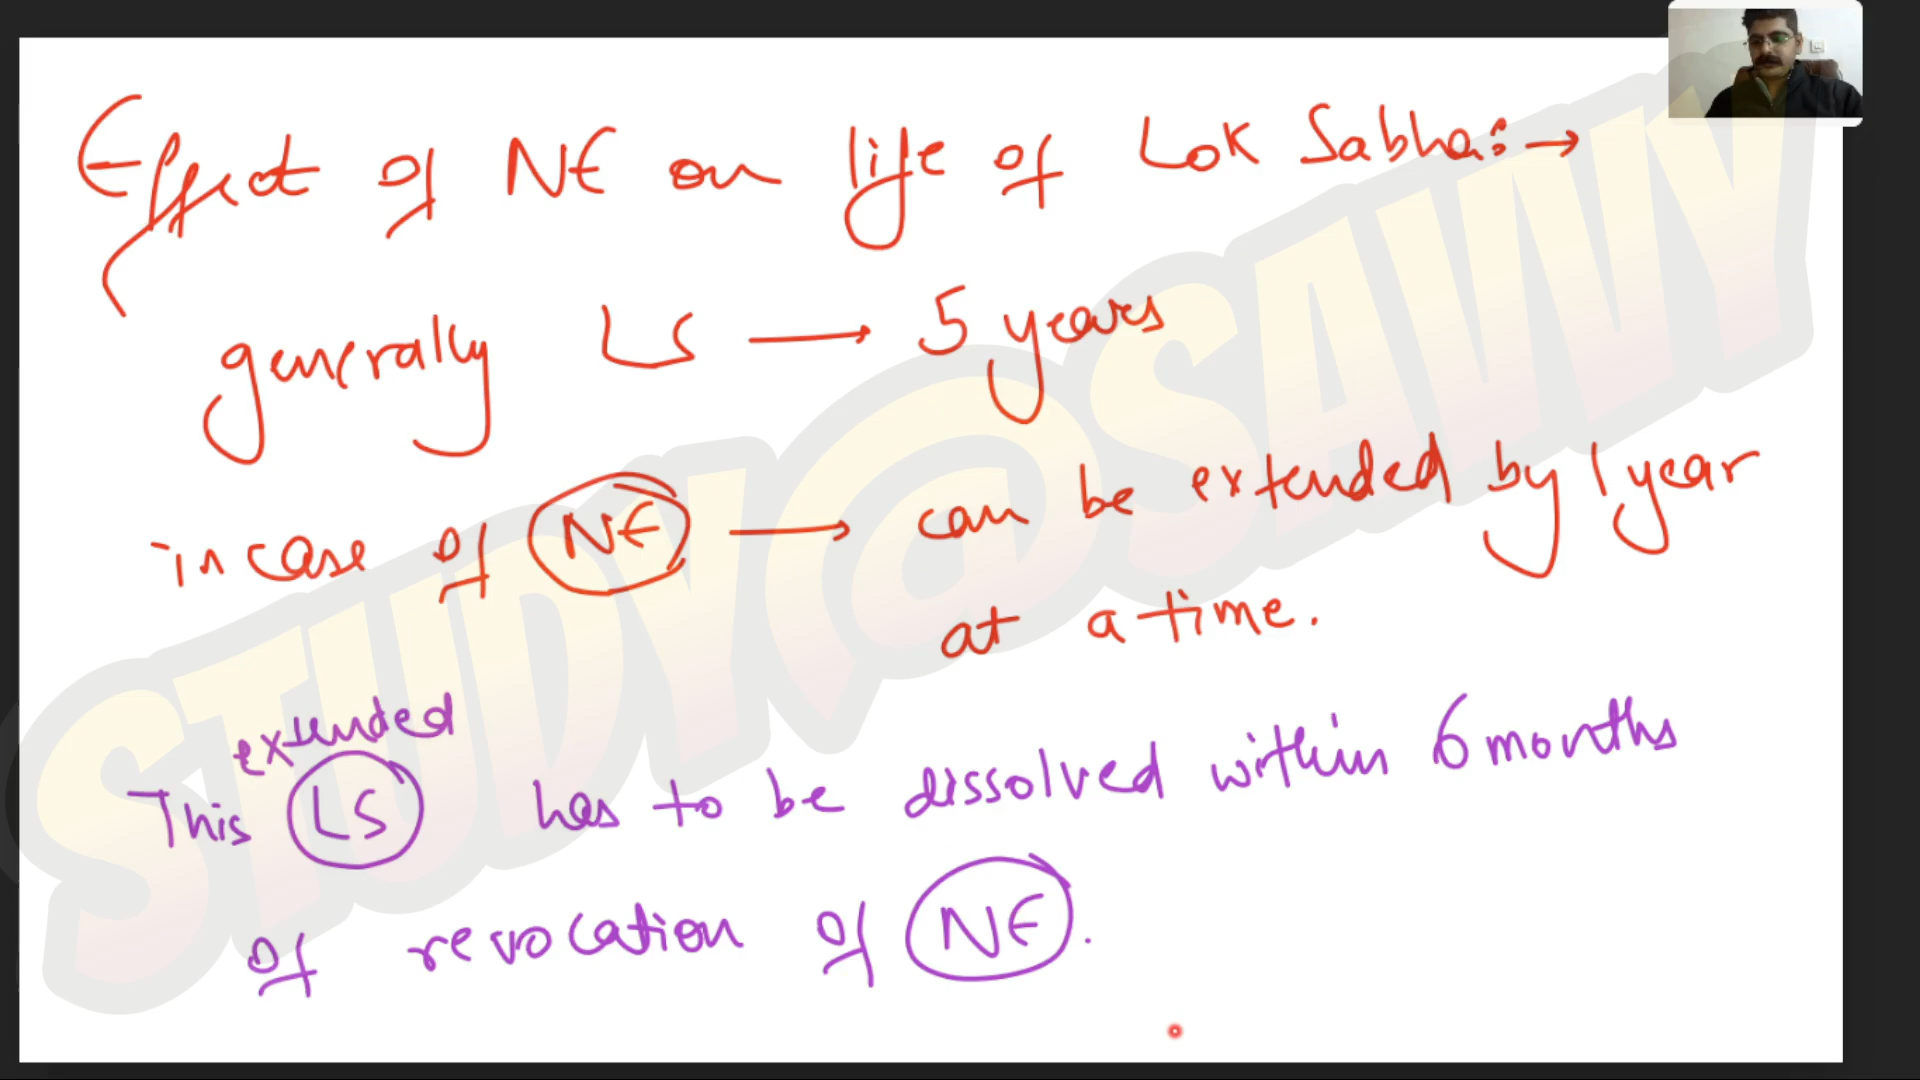 Effect of NE on life of Lok Sabha:→
generally LS → 5 years
in case of NE → can be extended by 1 year
at a time.
extended
This LS has to be dissolved within 6 months
of revocation of NE.
STUDY@SAVVY